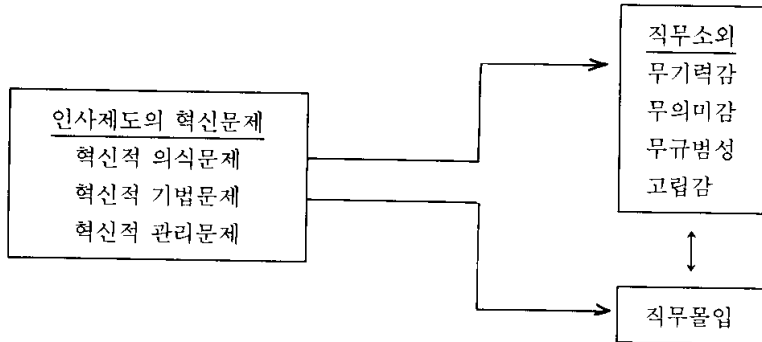 인사제도의 혁신문제
혁신적 의식문제
혁신적 기법문제
혁신적 관리문제
직무소외
무기력감
무의미감
무규범성
고립감
직무몰입